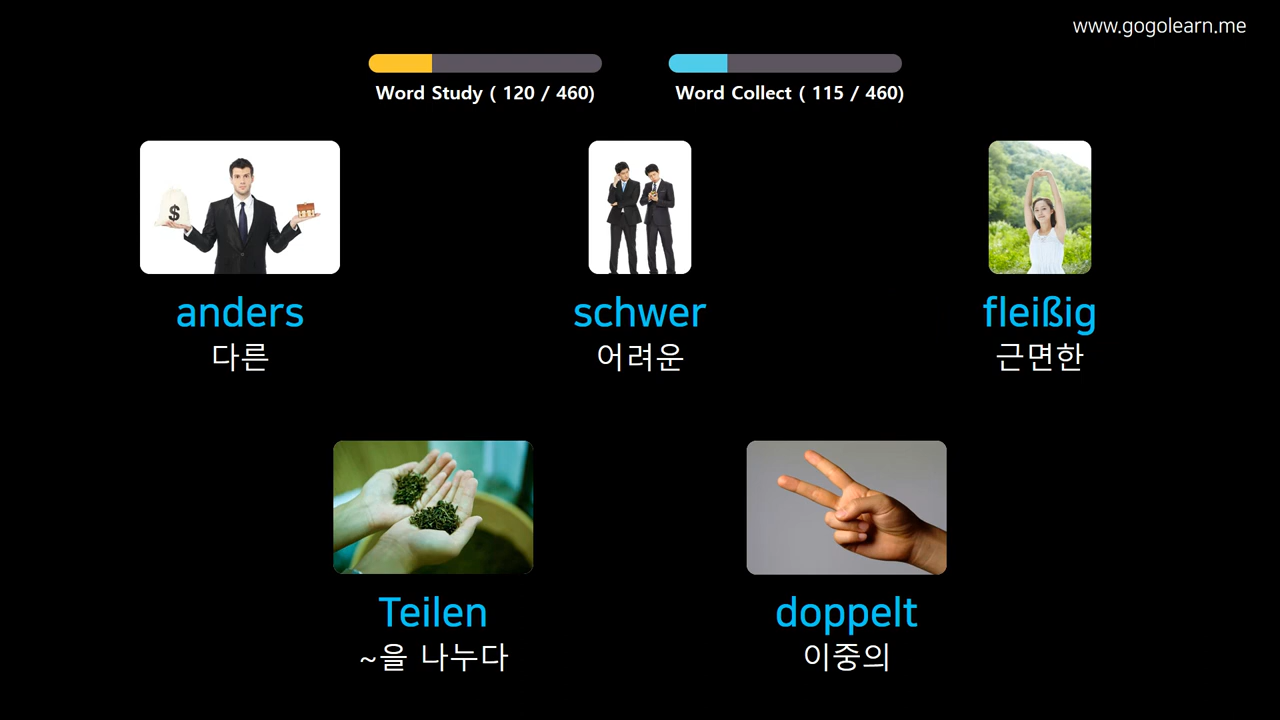 www.gogolearn.me
Word Study ( 120 / 460)
Word Collect ( 115 / 460)
$
anders
다른
schwer
어려운
fleißig
근면한
Teilen
~을 나누다
doppelt
이중의